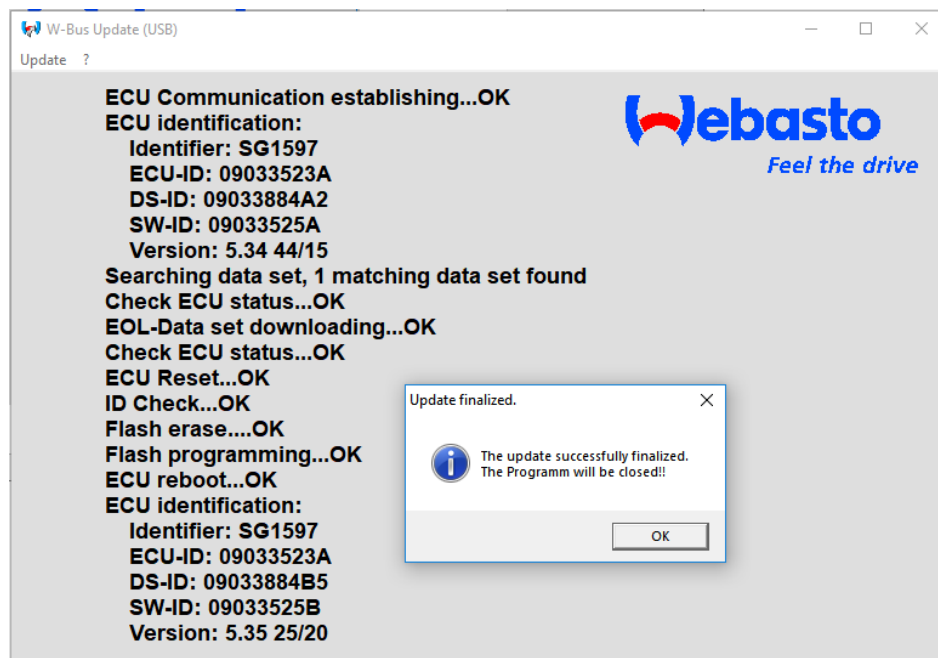 W-Bus Update (USB)
Update ?
ECU Communication establishing...OK
ECU identification:
Identifier: SG1597
ECU-ID: 09033523A
DS-ID: 09033884A2
SW-ID: 09033525A
Version: 5.34 44/15
Searching data set, 1 matching data set found
Check ECU status...OK
EOL-Data set downloading...OK
Check ECU status...OK
ECU Reset...OK
ID Check...OK
Flash erase....OK
Flash programming...OK
ECU reboot...OK
ECU identification:
Identifier: SG1597
ECU-ID: 09033523A
DS-ID: 09033884B5
SW-ID: 09033525B
Version: 5.35 25/20
Webasto
Feel the drive
Update finalized.
The update successfully finalized.
The Programm will be closed!!
OK